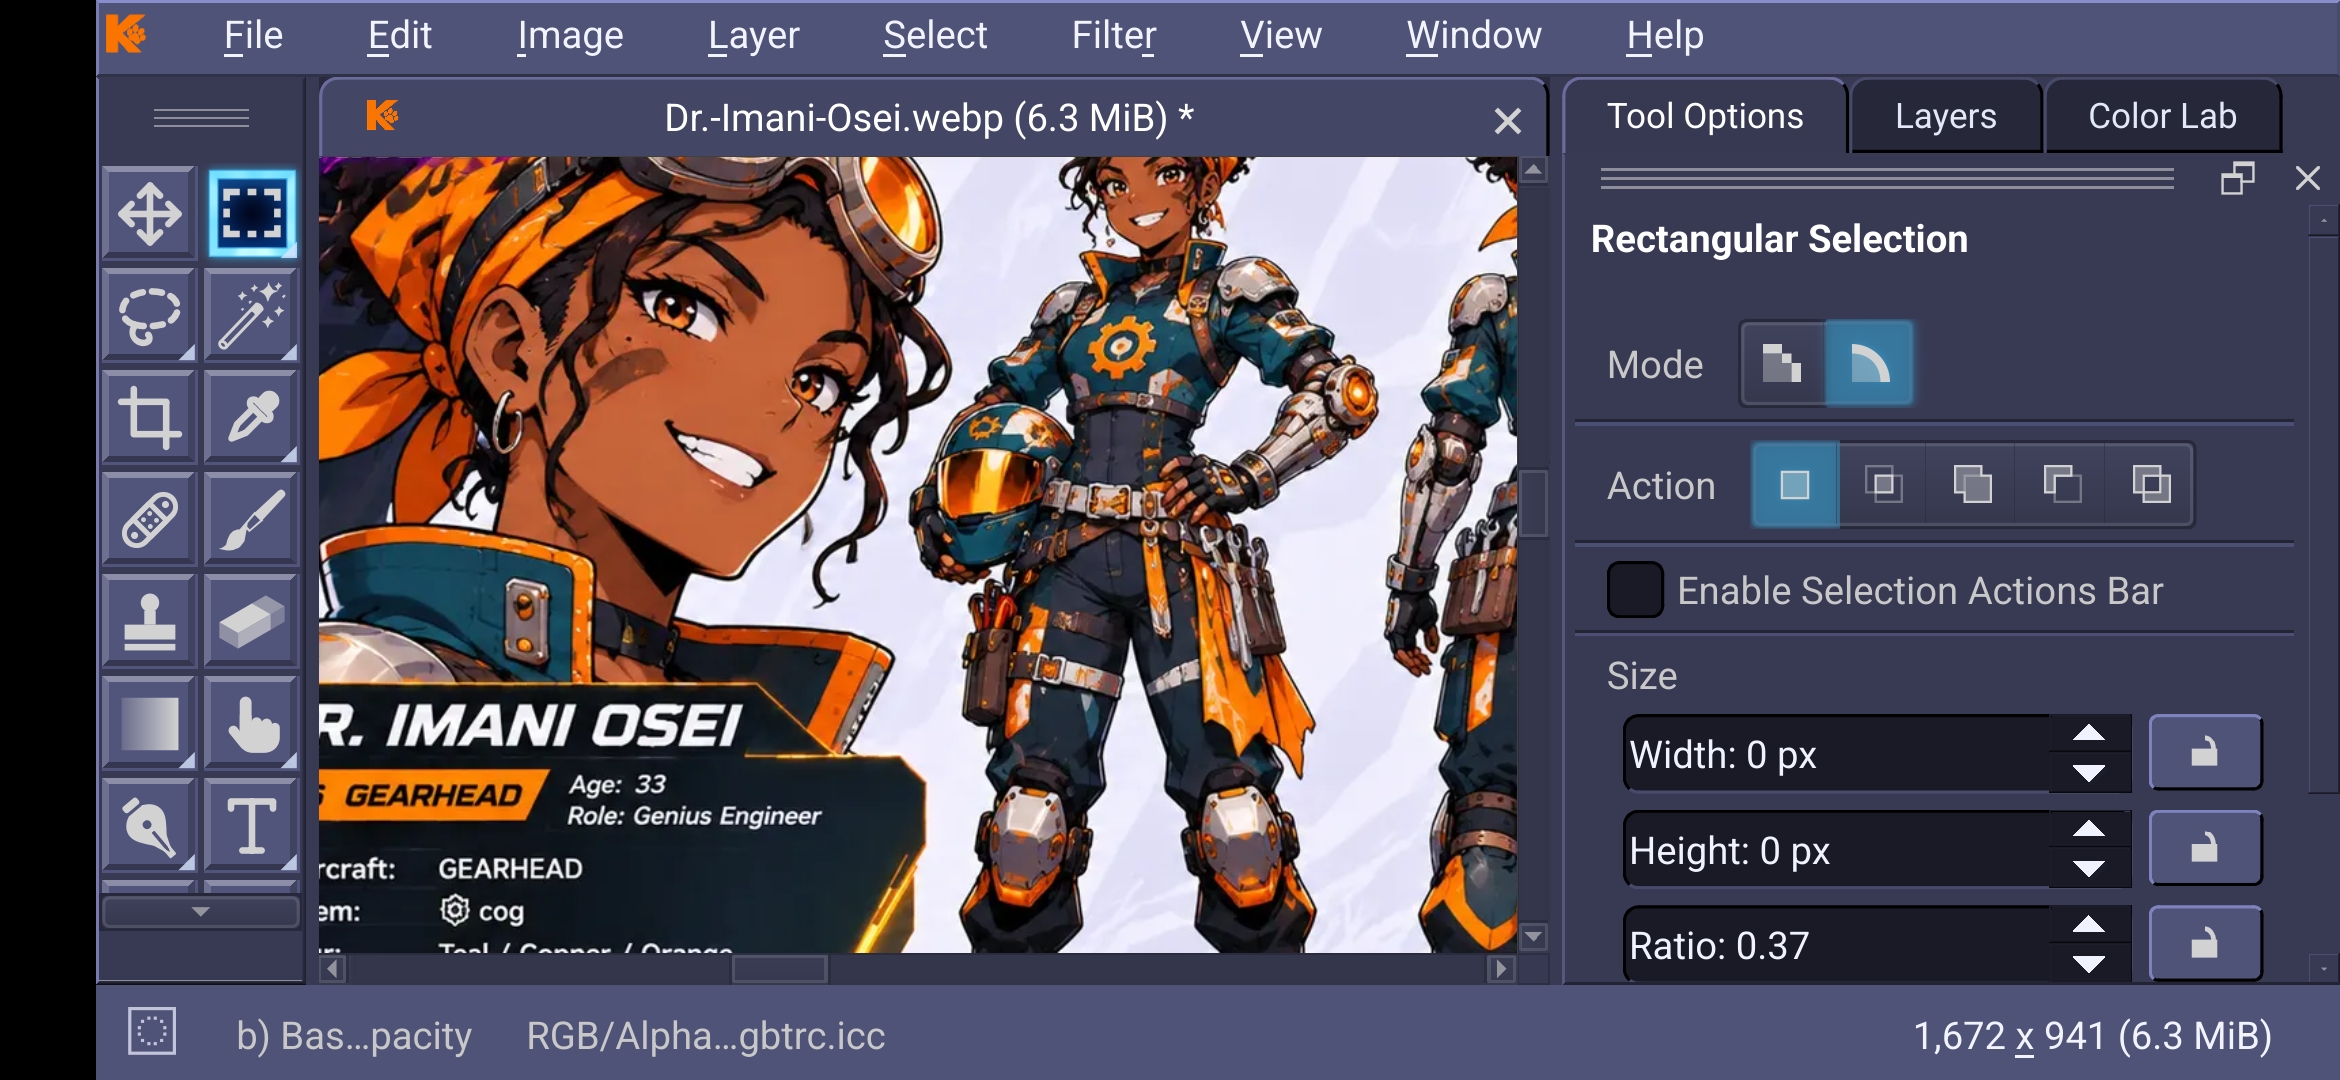 File Edit Image Layer Select Filter View Window Help
Dr.-Imani-Osei.webp (6.3 MiB) *
Tool Options Layers Color Lab
Rectangular Selection
Mode
Action
Enable Selection Actions Bar
Size
Width: 0 px
Height: 0 px
Ratio: 0.37
R. IMANI OSEI
GEARHEAD
Age: 33
Role: Genius Engineer
rcraft: GEARHEAD
em: cog
Teal / Copper / Orange
b) Bas...pacity RGB/Alpha...gbtrc.icc 1,672 x 941 (6.3 MiB)